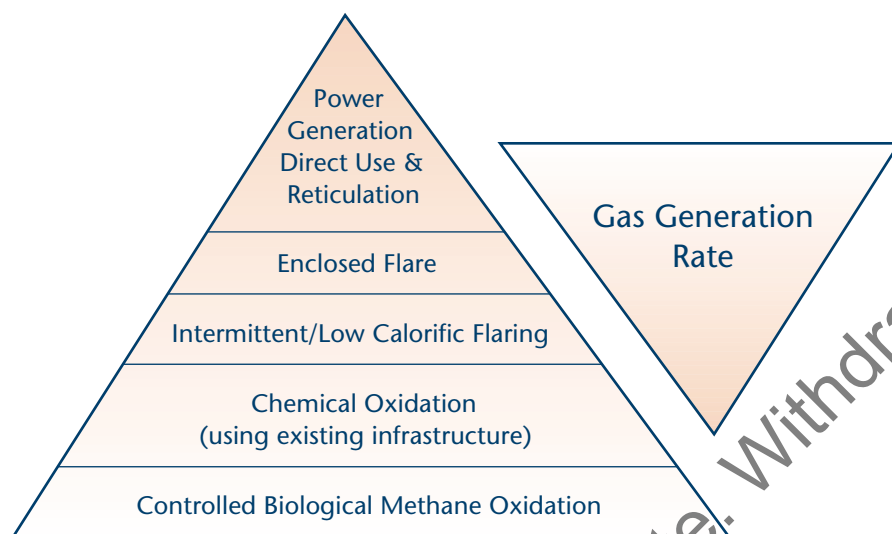 Power
Generation
Direct Use &
Reticulation
Enclosed Flare
Intermittent/Low Calorific Flaring
Chemical Oxidation
(using existing infrastructure)
Controlled Biological Methane Oxidation
Gas Generation
Rate